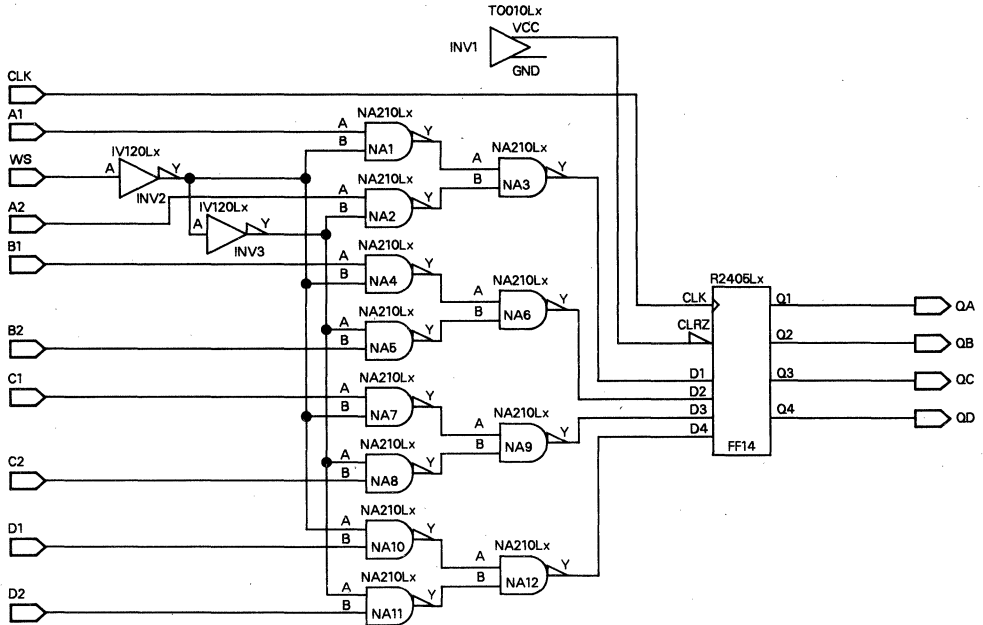 TO010Lx
VCC
INV1
GND
CLK
A1
WS
A2
B1
B2
C1
C2
D1
D2
IV120Lx
A
Y
INV2
IV120Lx
A
Y
INV3
NA210Lx
A
B
Y
NA1
NA210Lx
A
B
Y
NA2
NA210Lx
A
B
Y
NA3
NA210Lx
A
B
Y
NA4
NA210Lx
A
B
Y
NA5
NA210Lx
A
B
Y
NA6
NA210Lx
A
B
Y
NA7
NA210Lx
A
B
Y
NA8
NA210Lx
A
B
Y
NA9
NA210Lx
A
B
Y
NA10
NA210Lx
A
B
Y
NA11
NA210Lx
A
B
Y
NA12
R2405Lx
CLK
CLRZ
D1
D2
D3
D4
Q1
Q2
Q3
Q4
FF14
QA
QB
QC
QD